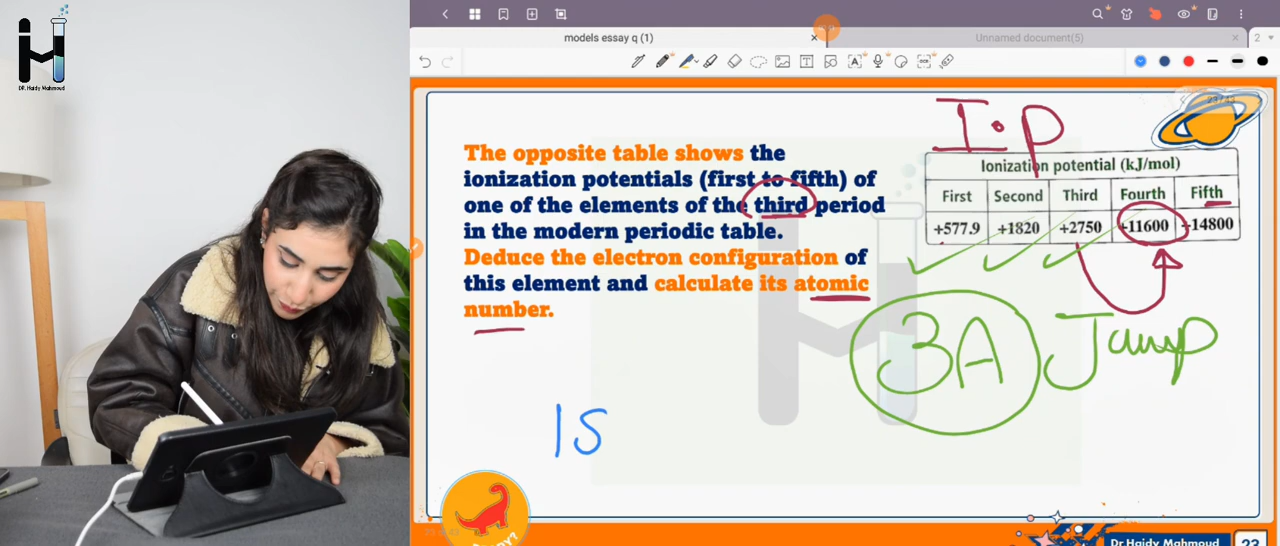 H
DR. Haidy Mahmoud
models essay q (1)
Unnamed document(5)
2
23/43
The opposite table shows the
ionization potentials (first to fifth) of
one of the elements of the third period
in the modern periodic table.
Deduce the electron configuration of
this element and calculate its atomic
number.
I.P
Ionization potential (kJ/mol)
First Second Third Fourth Fifth
+577.9 +1820 +2750 +11600 +14800
3A Jump
1S
Dr Haidy Mahmoud
23